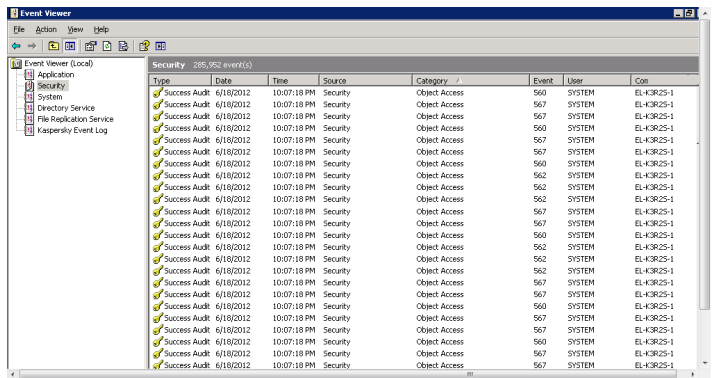 Event Viewer
File Action View Help
Event Viewer (Local)
Application
Security
System
Directory Service
File Replication Service
Kaspersky Event Log
Security 285,952 event(s)
Type Date Time Source Category Event User Com
Success Audit 6/18/2012 10:07:18 PM Security Object Access 560 SYSTEM EL-K3R2S-1
Success Audit 6/18/2012 10:07:18 PM Security Object Access 567 SYSTEM EL-K3R2S-1
Success Audit 6/18/2012 10:07:18 PM Security Object Access 560 SYSTEM EL-K3R2S-1
Success Audit 6/18/2012 10:07:18 PM Security Object Access 560 SYSTEM EL-K3R2S-1
Success Audit 6/18/2012 10:07:18 PM Security Object Access 567 SYSTEM EL-K3R2S-1
Success Audit 6/18/2012 10:07:18 PM Security Object Access 567 SYSTEM EL-K3R2S-1
Success Audit 6/18/2012 10:07:18 PM Security Object Access 560 SYSTEM EL-K3R2S-1
Success Audit 6/18/2012 10:07:18 PM Security Object Access 562 SYSTEM EL-K3R2S-1
Success Audit 6/18/2012 10:07:18 PM Security Object Access 562 SYSTEM EL-K3R2S-1
Success Audit 6/18/2012 10:07:18 PM Security Object Access 562 SYSTEM EL-K3R2S-1
Success Audit 6/18/2012 10:07:18 PM Security Object Access 567 SYSTEM EL-K3R2S-1
Success Audit 6/18/2012 10:07:18 PM Security Object Access 567 SYSTEM EL-K3R2S-1
Success Audit 6/18/2012 10:07:18 PM Security Object Access 560 SYSTEM EL-K3R2S-1
Success Audit 6/18/2012 10:07:18 PM Security Object Access 562 SYSTEM EL-K3R2S-1
Success Audit 6/18/2012 10:07:18 PM Security Object Access 562 SYSTEM EL-K3R2S-1
Success Audit 6/18/2012 10:07:18 PM Security Object Access 562 SYSTEM EL-K3R2S-1
Success Audit 6/18/2012 10:07:18 PM Security Object Access 567 SYSTEM EL-K3R2S-1
Success Audit 6/18/2012 10:07:18 PM Security Object Access 567 SYSTEM EL-K3R2S-1
Success Audit 6/18/2012 10:07:18 PM Security Object Access 560 SYSTEM EL-K3R2S-1
Success Audit 6/18/2012 10:07:18 PM Security Object Access 567 SYSTEM EL-K3R2S-1
Success Audit 6/18/2012 10:07:18 PM Security Object Access 567 SYSTEM EL-K3R2S-1
Success Audit 6/18/2012 10:07:18 PM Security Object Access 560 SYSTEM EL-K3R2S-1
Success Audit 6/18/2012 10:07:18 PM Security Object Access 567 SYSTEM EL-K3R2S-1
Success Audit 6/18/2012 10:07:18 PM Security Object Access 567 SYSTEM EL-K3R2S-1